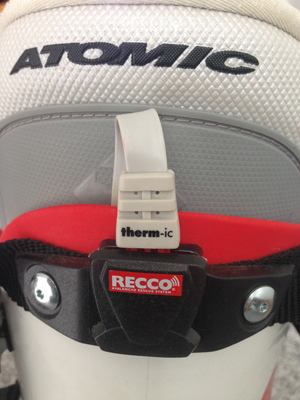 ATOMIC
therm-ic
RECCO
AVALANCHE RESCUE SYSTEM